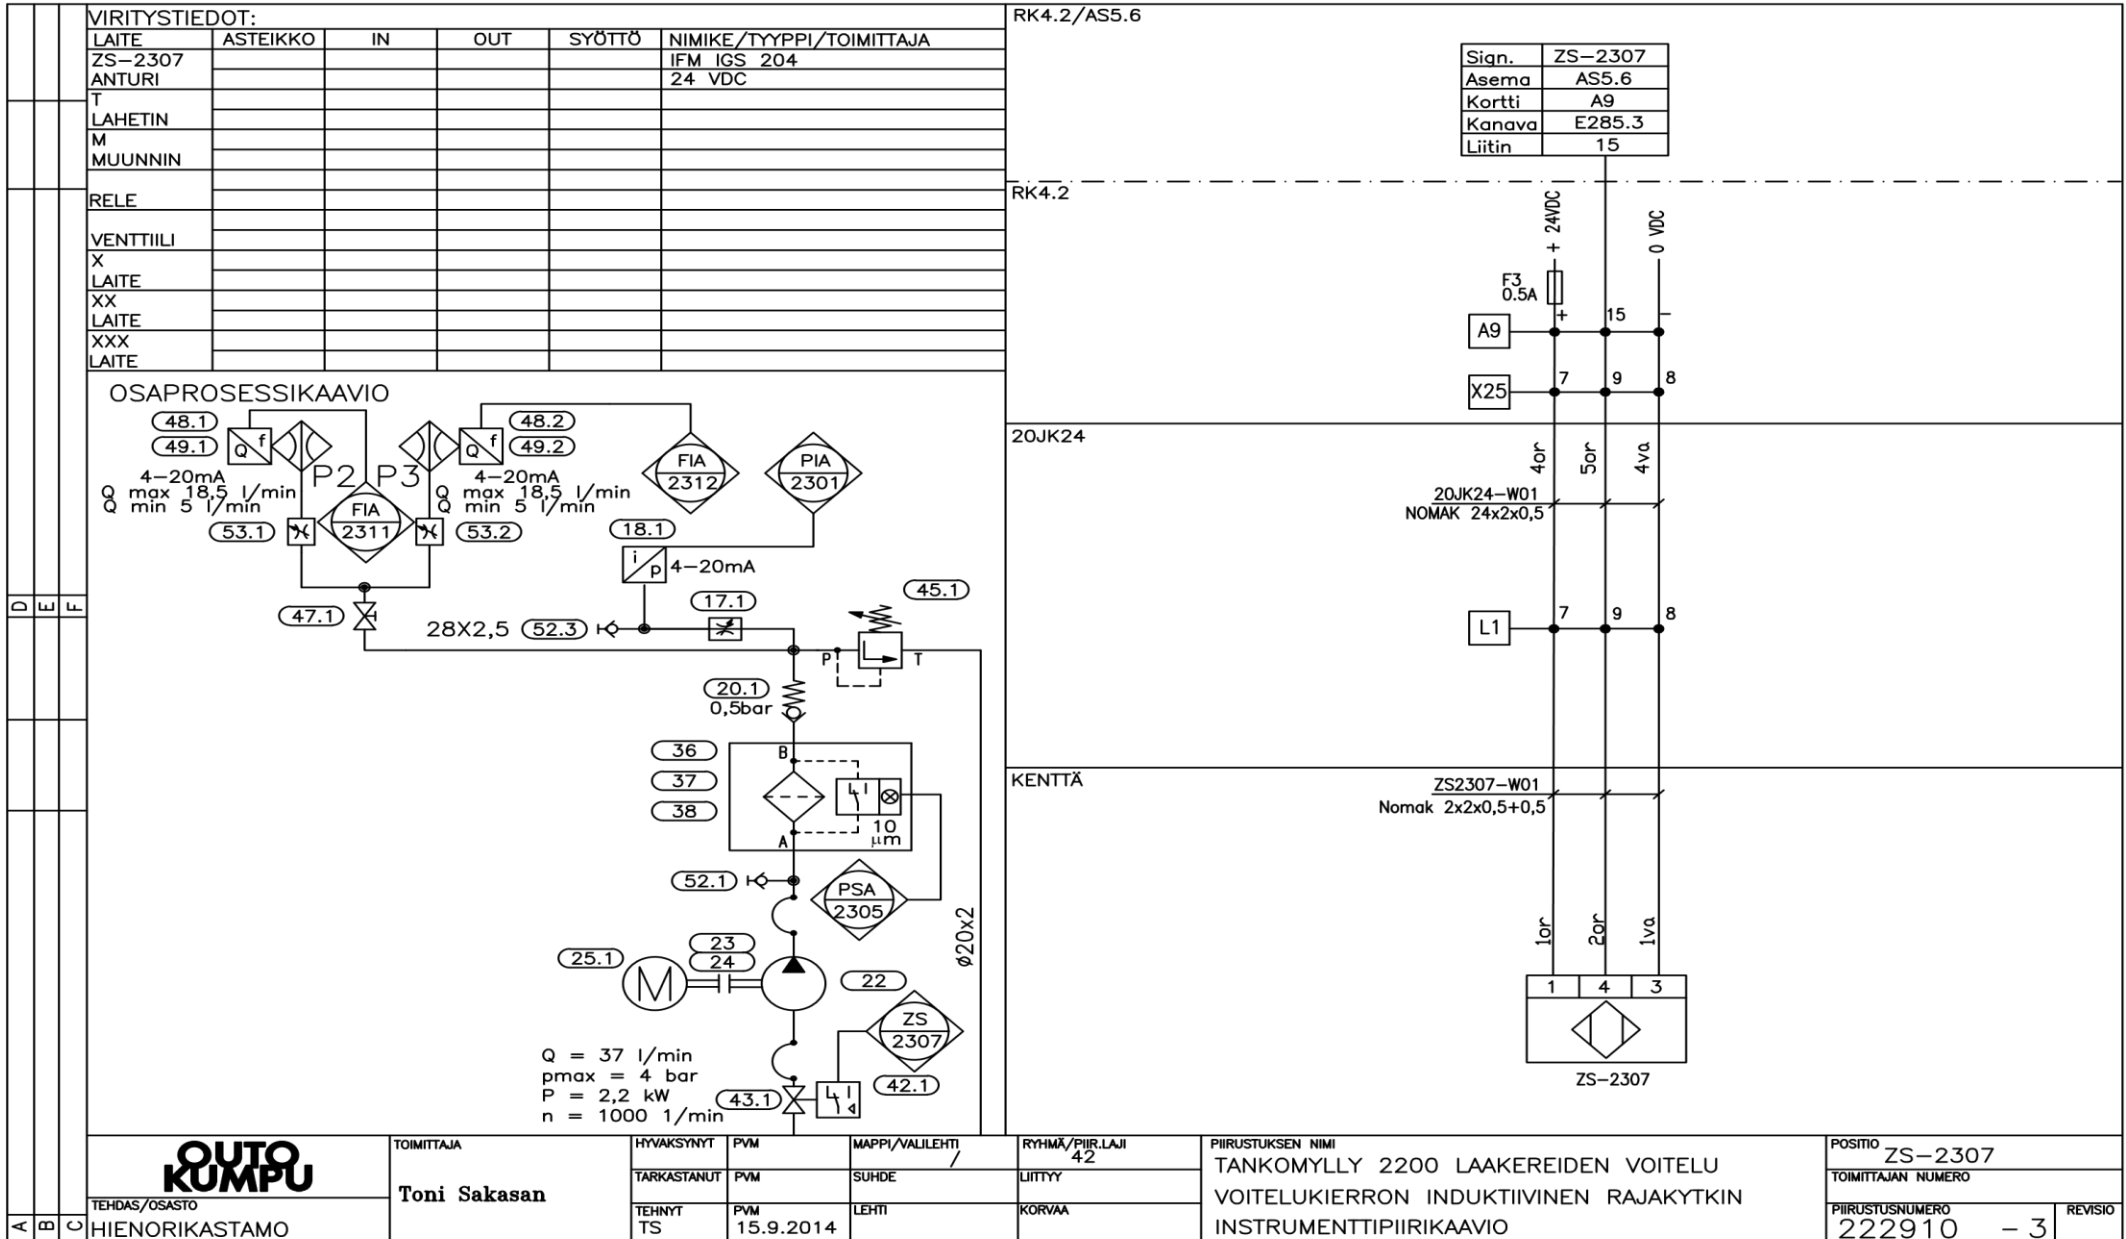 VIRITYSTIEDOT:
LAITE ASTEIKKO IN OUT SYÖTTÖ NIMIKE/TYYPPI/TOIMITTAJA
ZS-2307 IFM IGS 204
ANTURI 24 VDC
T
LAHETIN
M
MUUNNIN
RELE
VENTTIILI
X
LAITE
XX
LAITE
XXX
LAITE
OSAPROSESSIKAAVIO
48.1
49.1
Q f
4-20mA
Q max 18,5 l/min
Q min 5 l/min
P2
P3
48.2
49.2
Q f
4-20mA
Q max 18,5 l/min
Q min 5 l/min
53.1
FIA
2311
53.2
FIA
2312
PIA
2301
18.1
i
p
4-20mA
47.1
28X2,5
52.3
17.1
45.1
P
T
20.1
0,5bar
36
37
38
B
A
10
µm
52.1
PSA
2305
ø20x2
25.1
M
23
24
22
ZS
2307
42.1
43.1
Q = 37 l/min
pmax = 4 bar
P = 2,2 kW
n = 1000 1/min
RK4.2/AS5.6
Sign. ZS-2307
Asema AS5.6
Kortti A9
Kanava E285.3
Liitin 15
RK4.2
+ 24VDC
0 VDC
F3
0.5A
A9 + 15 -
X25 7 9 8
20JK24
4or 5or 4va
20JK24-W01
NOMAK 24x2x0,5
L1 7 9 8
KENTTÄ
ZS2307-W01
Nomak 2x2x0,5+0,5
1or 2or 1va
1 4 3
ZS-2307
D E F
A B C
OUTO
KUMPU
TEHDAS/OSASTO
HIENORIKASTAMO
TOIMITTAJA
Toni Sakasan
HYVAKSYNYT PVM MAPPI/VALILEHTI
/
RYHMÄ/PIIR.LAJI
42
TARKASTANUT PVM SUHDE LIITTYY
TEHNYT PVM LEHTI KORVAA
TS 15.9.2014
PIIRUSTUKSEN NIMI
TANKOMYLLY 2200 LAAKEREIDEN VOITELU
VOITELUKIERRON INDUKTIIVINEN RAJAKYTKIN
INSTRUMENTTIPIIRIKAAVIO
POSITIO
ZS-2307
TOIMITTAJAN NUMERO
PIIRUSTUSNUMERO REVISIO
222910 - 3